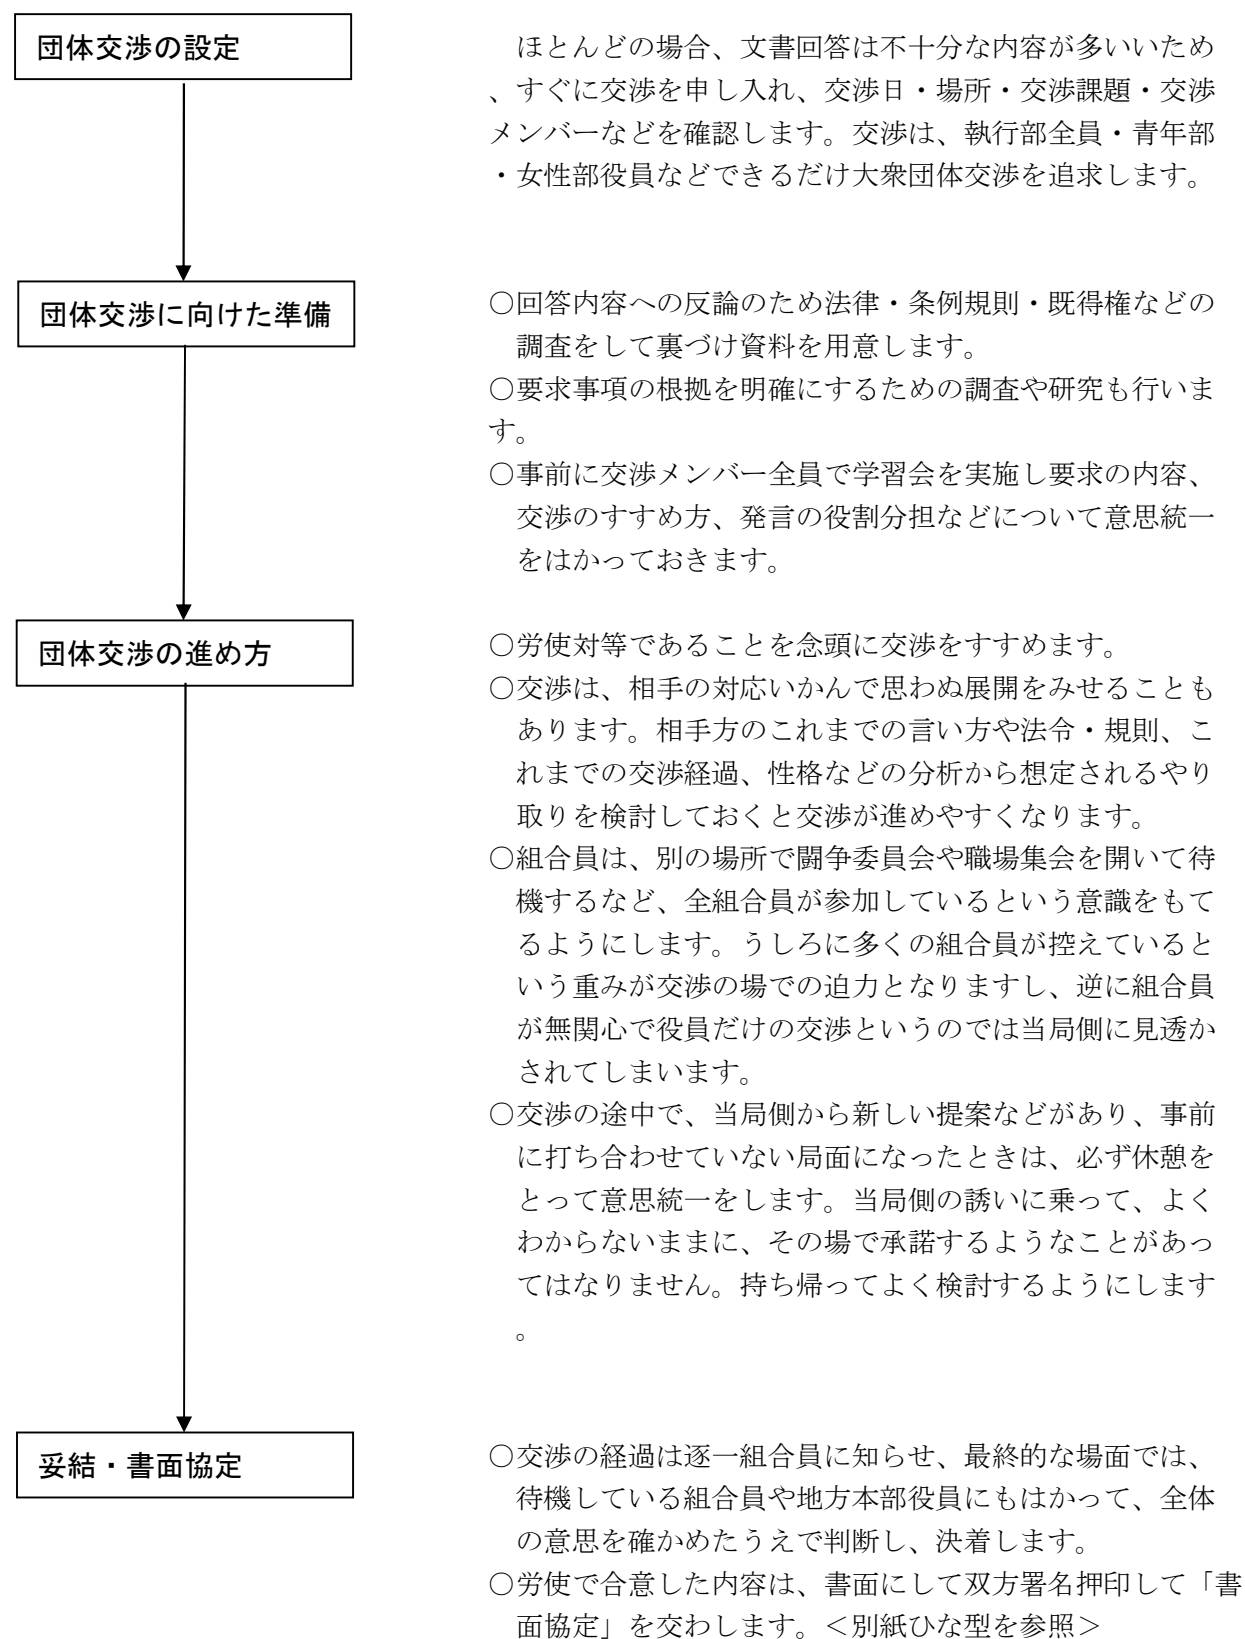 団体交渉の設定
ほとんどの場合、文書回答は不十分な内容が多いいため
、すぐに交渉を申し入れ、交渉日・場所・交渉課題・交渉
メンバーなどを確認します。交渉は、執行部全員・青年部
・女性部役員などできるだけ大衆団体交渉を追求します。
団体交渉に向けた準備
○回答内容への反論のため法律・条例規則・既得権などの
調査をして裏づけ資料を用意します。
○要求事項の根拠を明確にするための調査や研究も行いま
す。
○事前に交渉メンバー全員で学習会を実施し要求の内容、
交渉のすすめ方、発言の役割分担などについて意思統一
をはかっておきます。
団体交渉の進め方
○労使対等であることを念頭に交渉をすすめます。
○交渉は、相手の対応いかんで思わぬ展開をみせることも
あります。相手方のこれまでの言い方や法令・規則、こ
れまでの交渉経過、性格などの分析から想定されるやり
取りを検討しておくと交渉が進めやすくなります。
○組合員は、別の場所で闘争委員会や職場集会を開いて待
機するなど、全組合員が参加しているという意識をもて
るようにします。うしろに多くの組合員が控えていると
いう重みが交渉の場での迫力となりますし、逆に組合員
が無関心で役員だけの交渉というのでは当局側に見透か
されてしまいます。
○交渉の途中で、当局側から新しい提案などがあり、事前
に打ち合わせていない局面になったときは、必ず休憩を
とって意思統一をします。当局側の誘いに乗って、よく
わからないままに、その場で承諾するようなことがあっ
てはなりません。持ち帰ってよく検討するようにします
。
妥結・書面協定
○交渉の経過は逐一組合員に知らせ、最終的な場面では、
待機している組合員や地方本部役員にもはかって、全体
の意思を確かめたうえで判断し、決着します。
○労使で合意した内容は、書面にして双方署名押印して「書
面協定」を交わします。＜別紙ひな型を参照＞